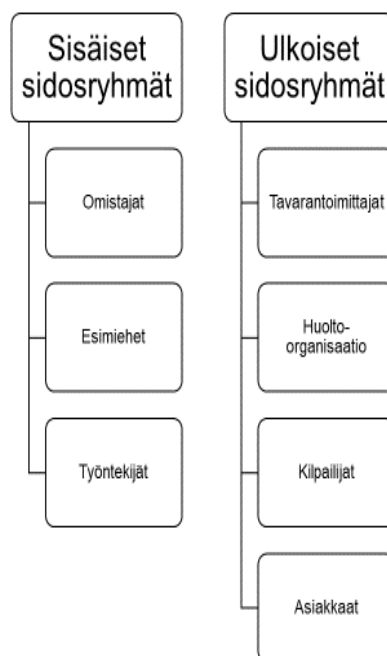 Sisäiset
sidosryhmät
Omistajat
Esimiehet
Työntekijät
Ulkoiset
sidosryhmät
Tavarantoimittajat
Huolto-
organisaatio
Kilpailijat
Asiakkaat